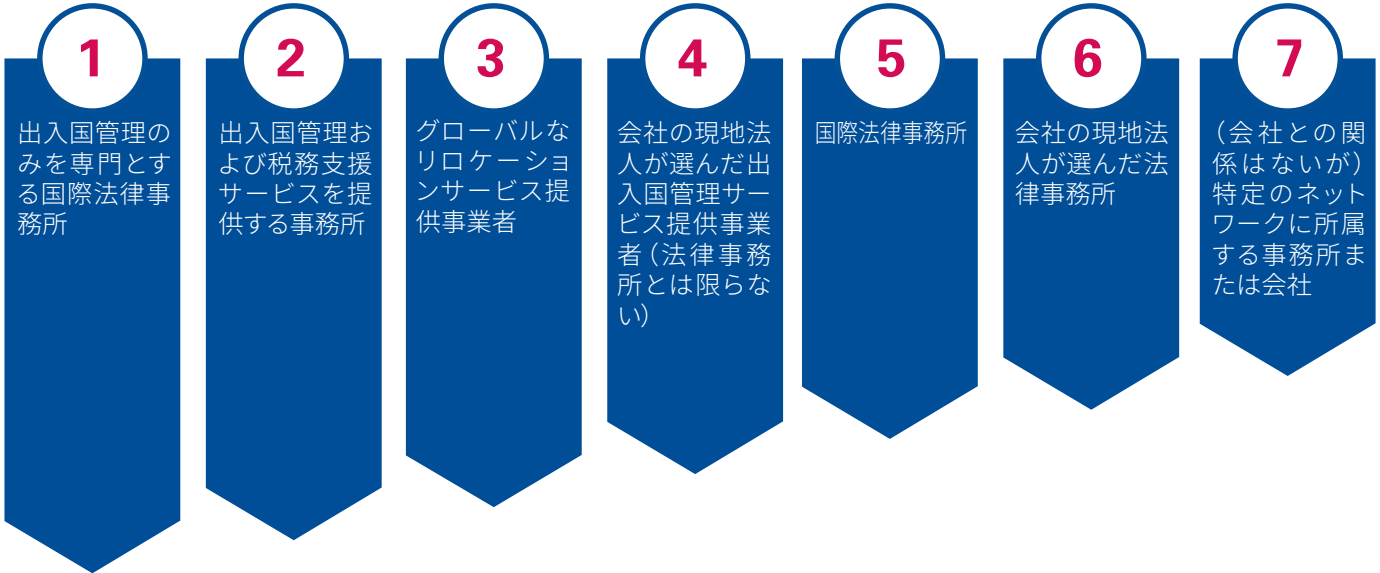 1
出入国管理の
みを専門とす
る国際法律事
務所
2
出入国管理お
よび税務支援
サービスを提
供する事務所
3
グローバルな
リロケーショ
ンサービス提
供事業者
4
会社の現地法
人が選んだ出
入国管理サー
ビス提供事業
者（法律事務
所とは限らな
い）
5
国際法律事務所
6
会社の現地法
人が選んだ法
律事務所
7
（会社との関
係はないが）
特定のネット
ワークに所属
する事務所ま
たは会社